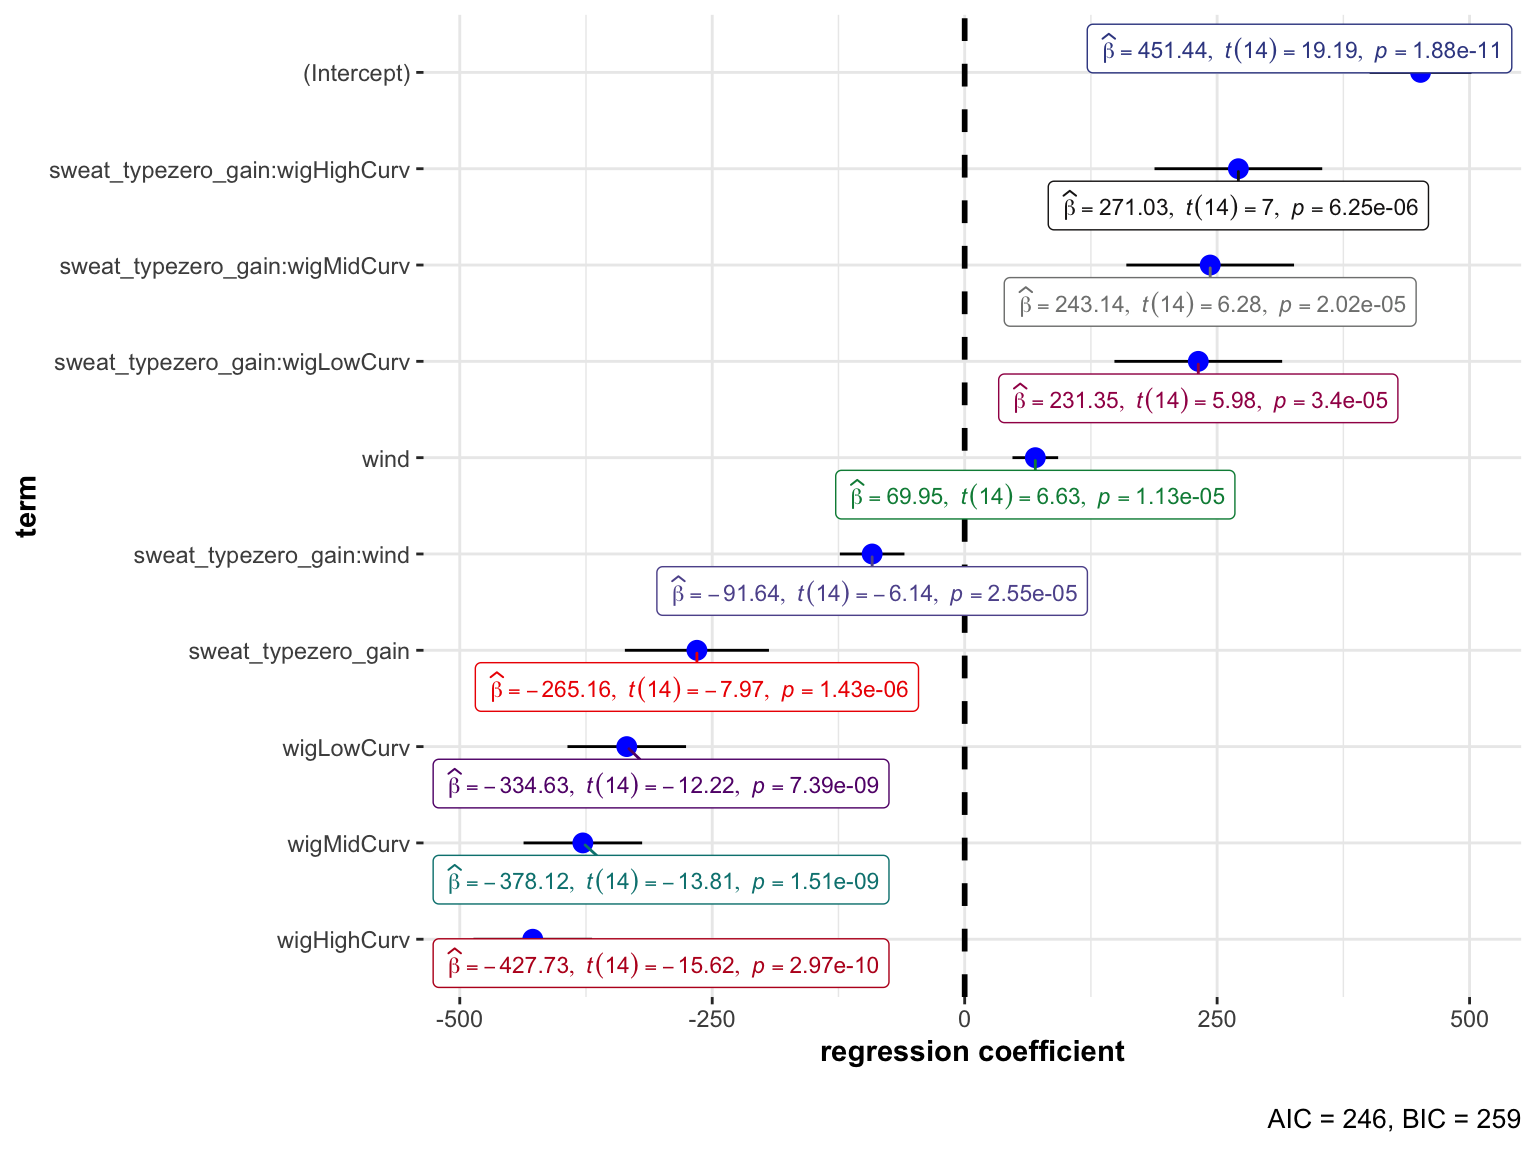 β̂ = 451.44, t(14) = 19.19, p = 1.88e-11
(Intercept)
sweat_typezero_gain:wigHighCurv
β̂ = 271.03, t(14) = 7, p = 6.25e-06
sweat_typezero_gain:wigMidCurv
β̂ = 243.14, t(14) = 6.28, p = 2.02e-05
sweat_typezero_gain:wigLowCurv
β̂ = 231.35, t(14) = 5.98, p = 3.4e-05
wind
β̂ = 69.95, t(14) = 6.63, p = 1.13e-05
term
sweat_typezero_gain:wind
β̂ = −91.64, t(14) = −6.14, p = 2.55e-05
sweat_typezero_gain
β̂ = −265.16, t(14) = −7.97, p = 1.43e-06
wigLowCurv
β̂ = −334.63, t(14) = −12.22, p = 7.39e-09
wigMidCurv
β̂ = −378.12, t(14) = −13.81, p = 1.51e-09
wigHighCurv
β̂ = −427.73, t(14) = −15.62, p = 2.97e-10
-500 -250 0 250 500
regression coefficient
AIC = 246, BIC = 259